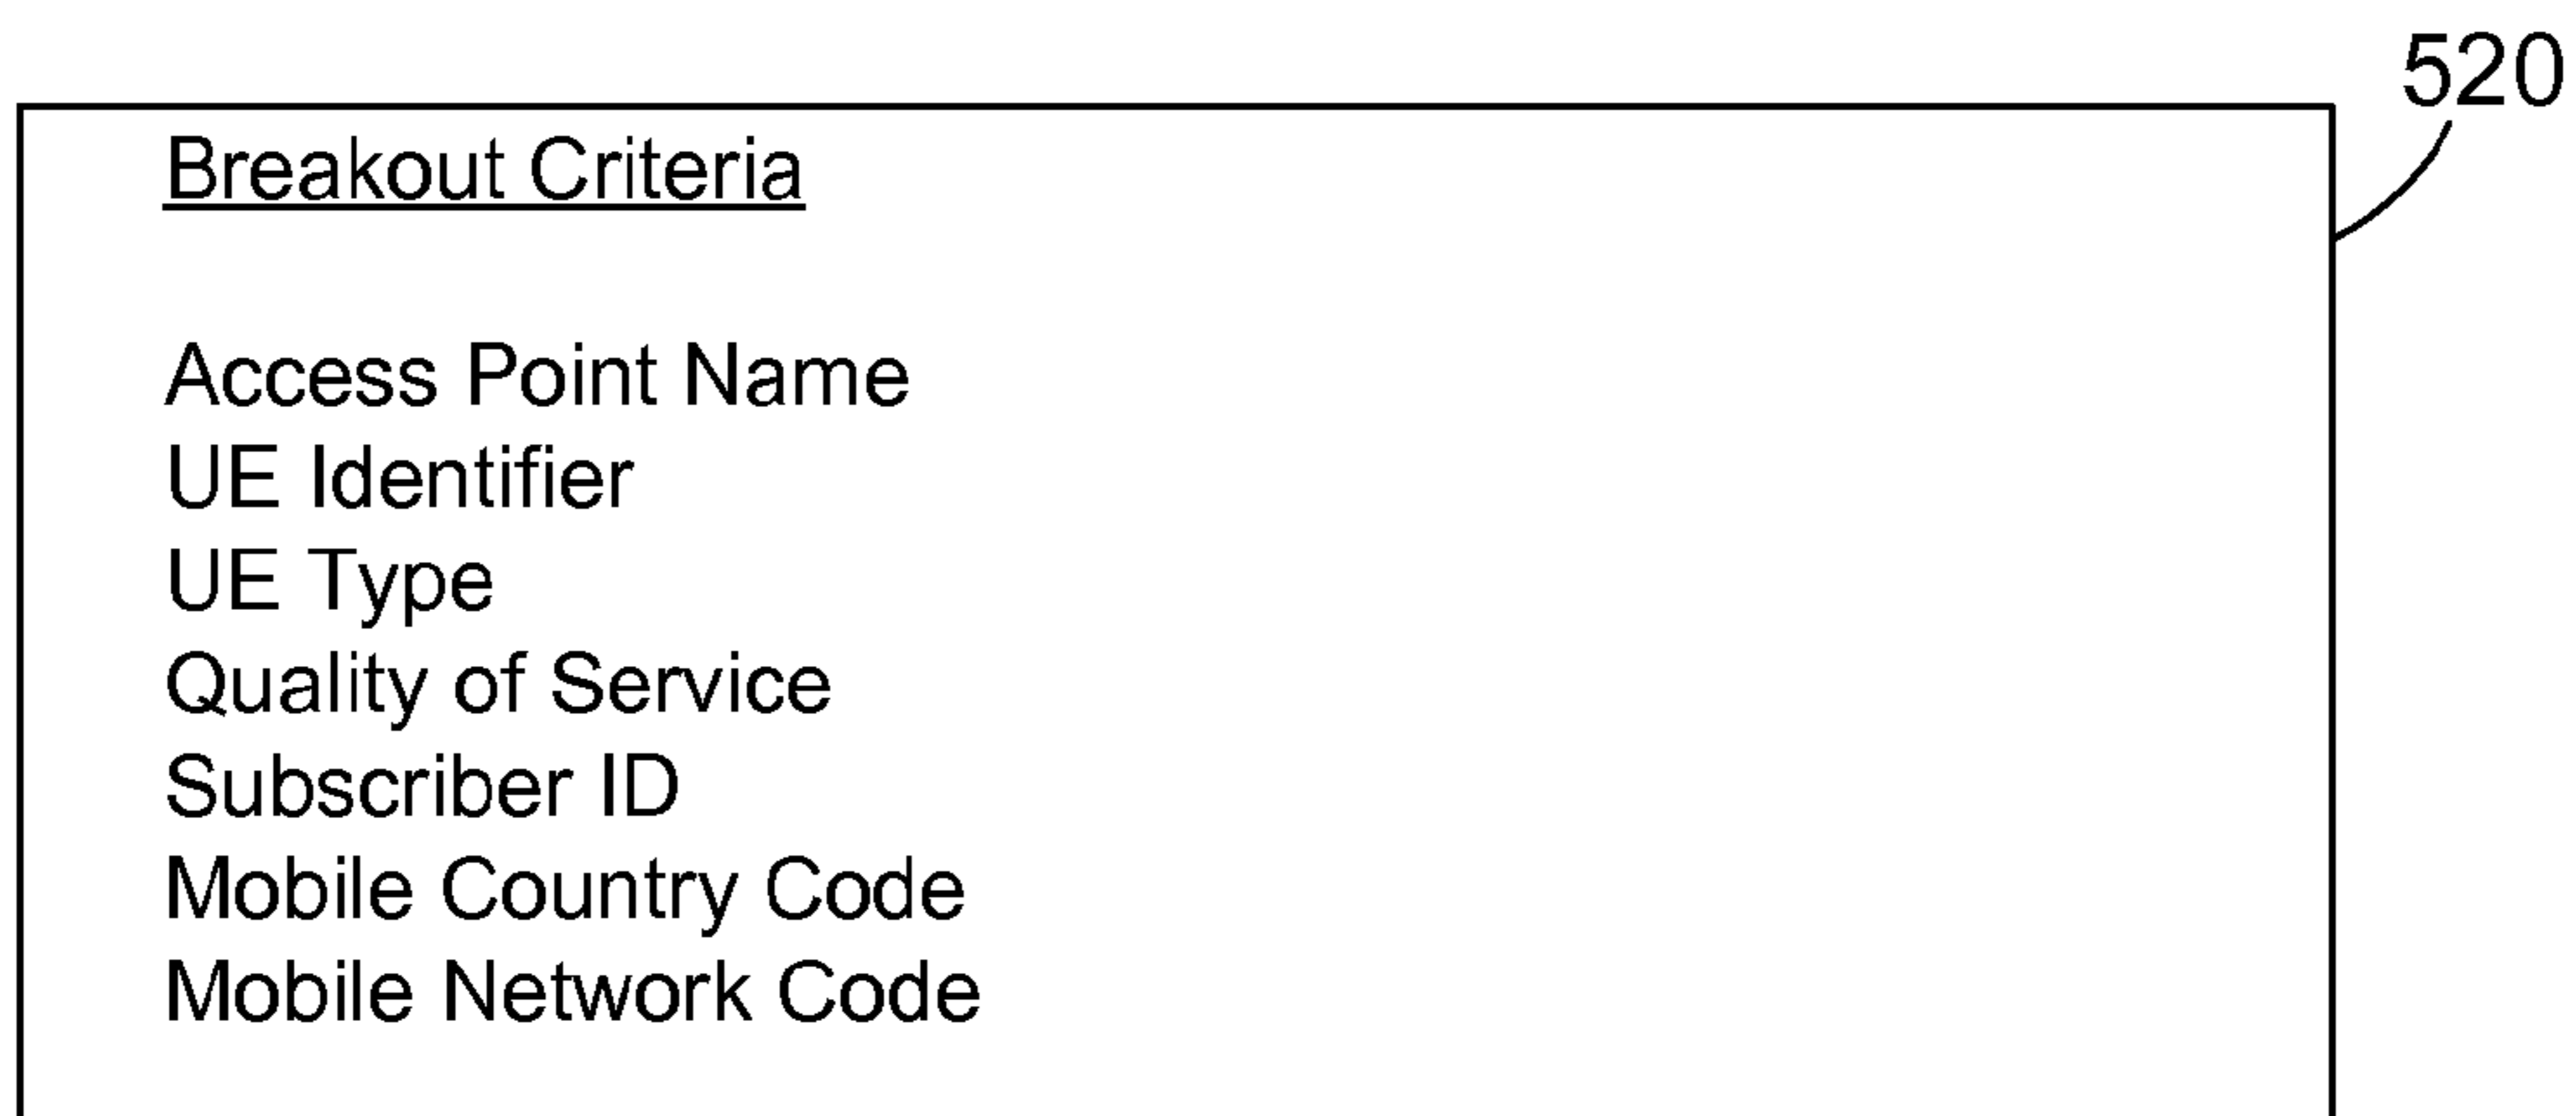 520
Breakout Criteria
Access Point Name
UE Identifier
UE Type
Quality of Service
Subscriber ID
Mobile Country Code
Mobile Network Code